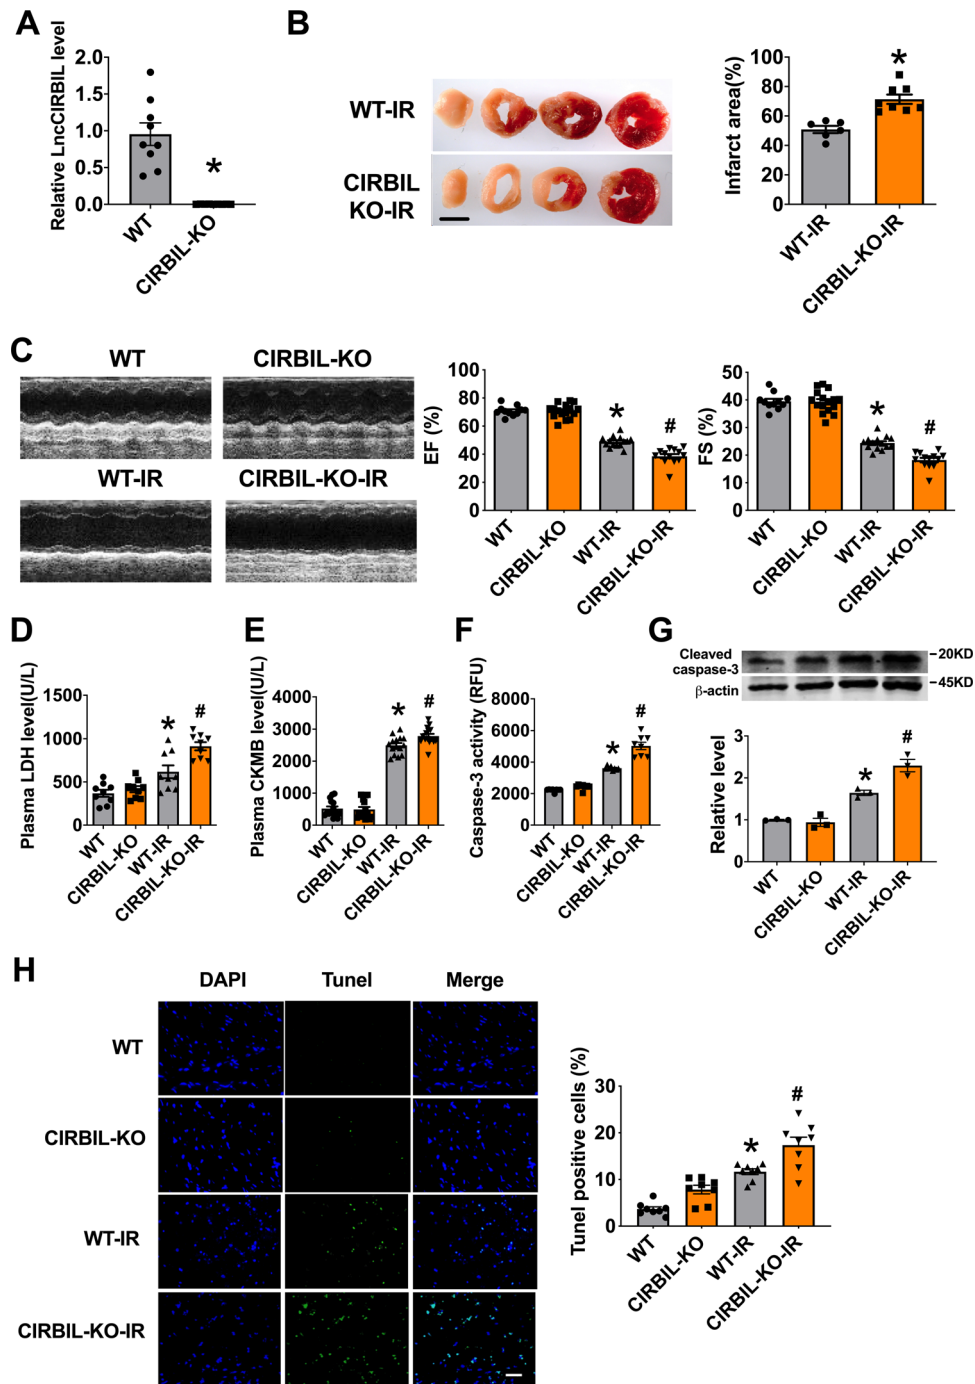 A
Relative LncCIRBIL level
2.0
1.5
1.0
0.5
0.0
*
WT
CIRBIL-KO
B
WT-IR
CIRBIL
KO-IR
Infarct area(%)
100
80
60
40
20
0
*
WT-IR
CIRBIL-KO-IR
C
WT
CIRBIL-KO
WT-IR
CIRBIL-KO-IR
EF (%)
100
80
60
40
20
0
*
#
WT
CIRBIL-KO
WT-IR
CIRBIL-KO-IR
FS (%)
50
40
30
20
10
0
*
#
WT
CIRBIL-KO
WT-IR
CIRBIL-KO-IR
D
Plasma LDH level(U/L)
1500
1000
500
0
*
#
WT
CIRBIL-KO
WT-IR
CIRBIL-KO-IR
E
Plasma CKMB level(U/L)
4000
3000
2000
1000
0
*
#
WT
CIRBIL-KO
WT-IR
CIRBIL-KO-IR
F
Caspase-3 activity (RFU)
8000
6000
4000
2000
0
*
#
WT
CIRBIL-KO
WT-IR
CIRBIL-KO-IR
G
Cleaved
caspase-3
20KD
β-actin
45KD
Relative level
3
2
1
0
*
#
WT
CIRBIL-KO
WT-IR
CIRBIL-KO-IR
H
DAPI
Tunel
Merge
WT
CIRBIL-KO
WT-IR
CIRBIL-KO-IR
Tunel positive cells (%)
30
20
10
0
*
#
WT
CIRBIL-KO
WT-IR
CIRBIL-KO-IR